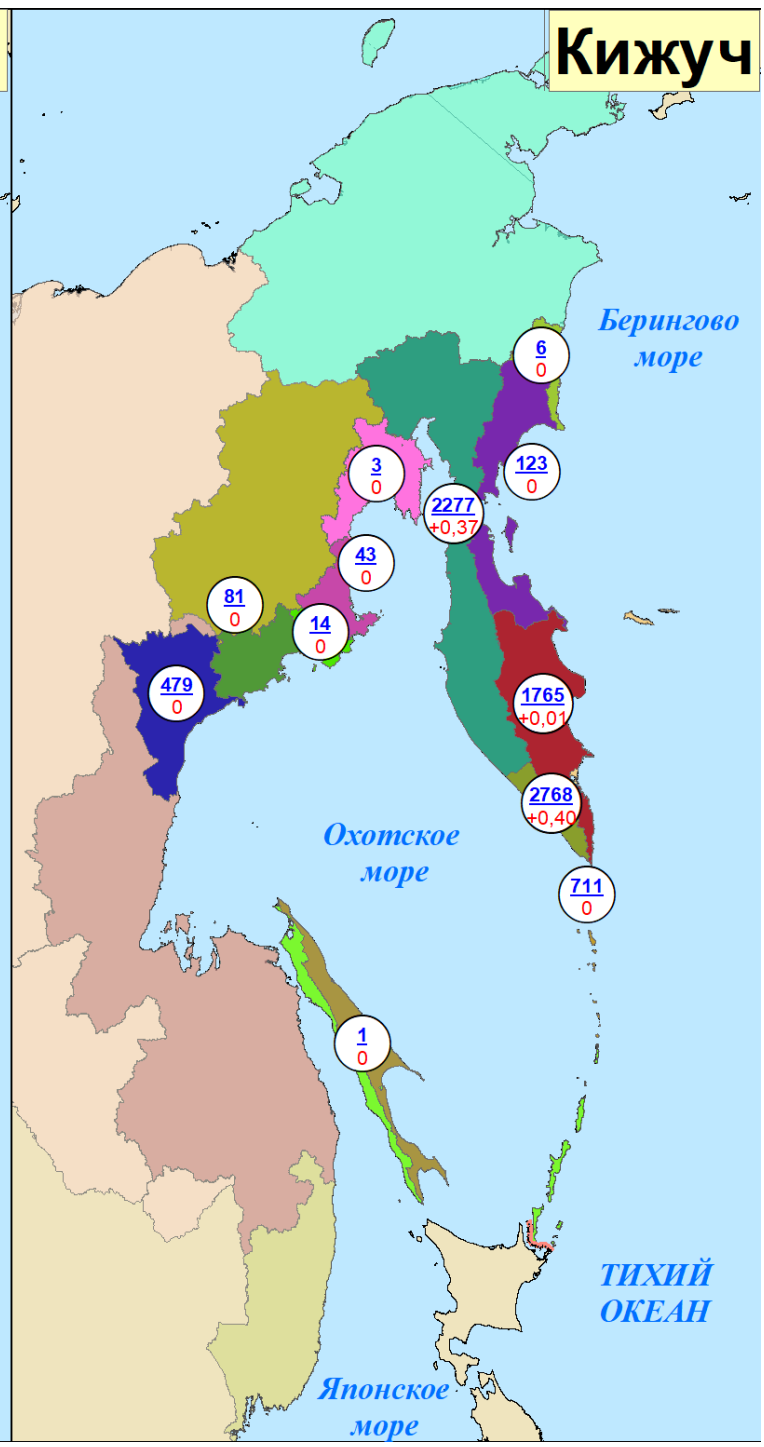 Кижуч
Берингово
море
6
0
3
0
123
0
2277
+0,37
43
0
81
0
14
0
479
0
1765
+0,01
2768
+0,40
Охотское
море
711
0
1
0
ТИХИЙ
ОКЕАН
Японское
море